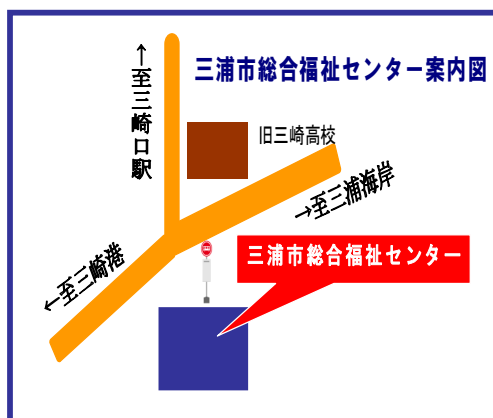 三浦市総合福祉センター案内図
←至三崎口駅
旧三崎高校
→至三浦海岸
三浦市総合福祉センター
←至三崎港